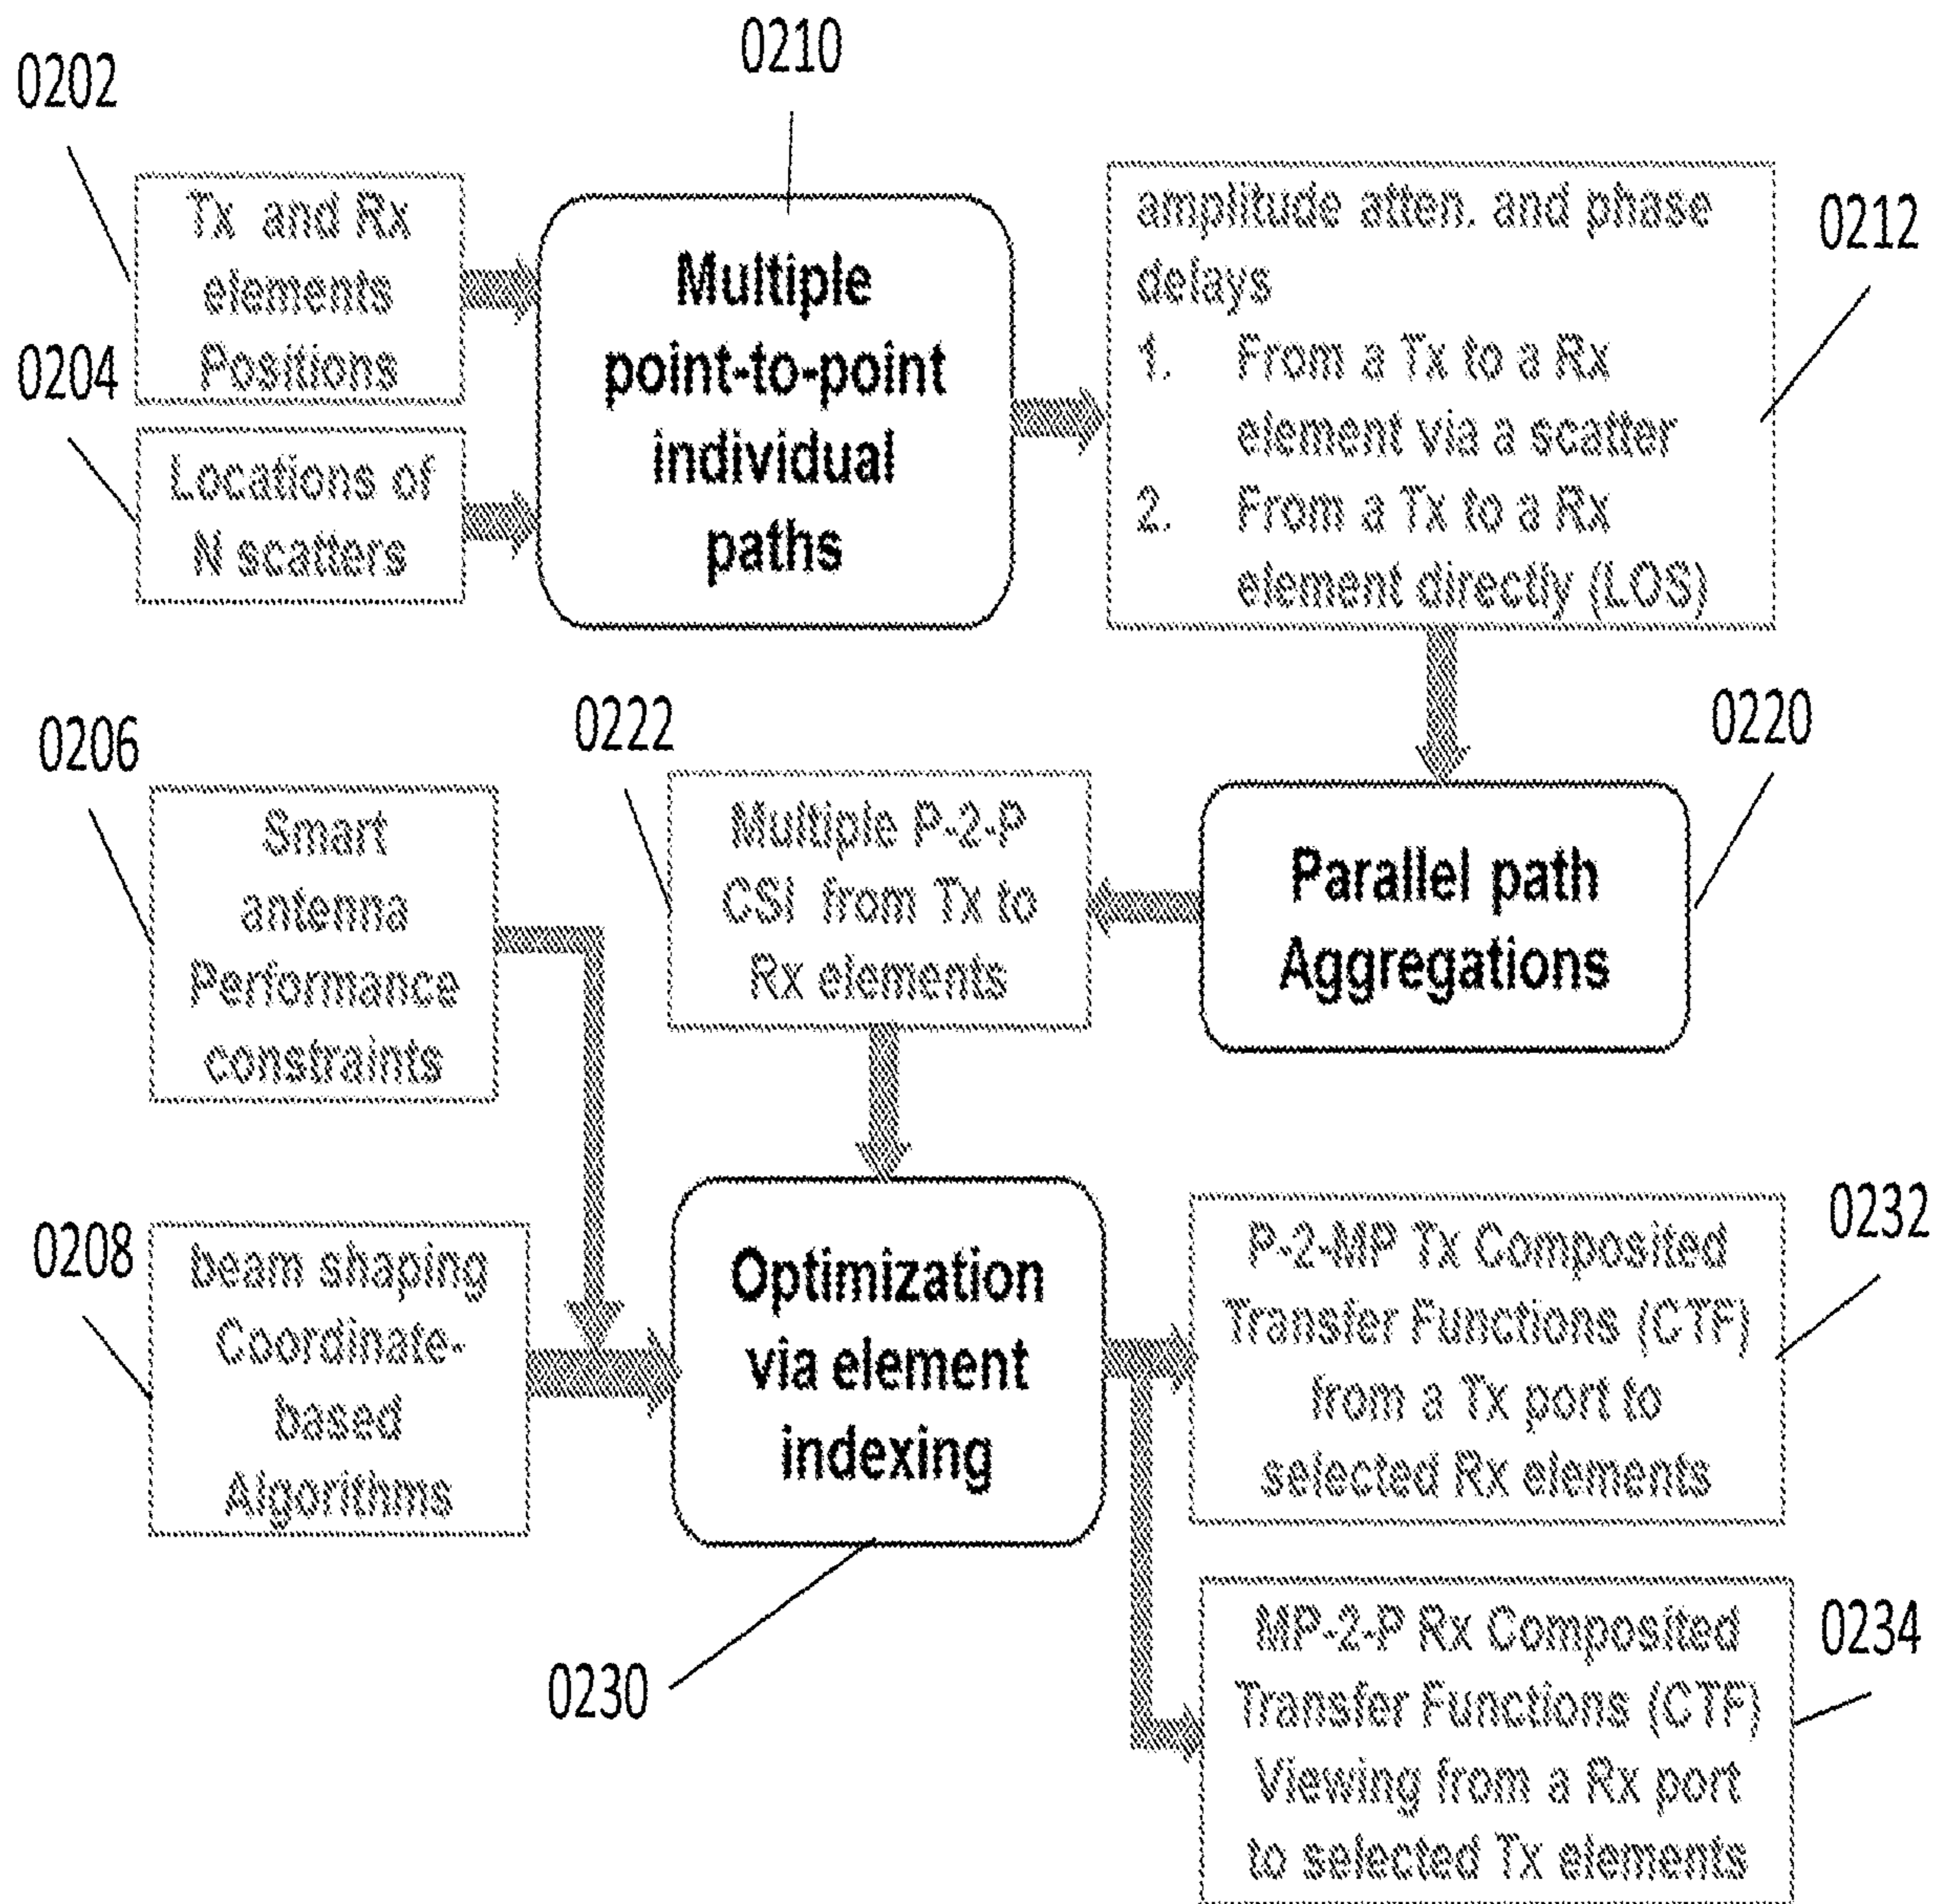 0210
0202
Tx and Rx
elements
Positions
0204
Locations of
N scatters
Multiple
point-to-point
individual
paths
amplitude atten. and phase
delays
1. From a Tx to a Rx
element via a scatter
2. From a Tx to a Rx
element directly (LOS)
0212
0206
Smart
antenna
Performance
constraints
0222
Multiple P-2-P
CSI from Tx to
Rx elements
0220
Parallel path
Aggregations
0208
beam shaping
Coordinate-
based
Algorithms
Optimization
via element
indexing
0230
0232
P-2-MP Tx Composited
Transfer Functions (CTF)
from a Tx port to
selected Rx elements
0234
MP-2-P Rx Composited
Transfer Functions (CTF)
Viewing from a Rx port
to selected Tx elements